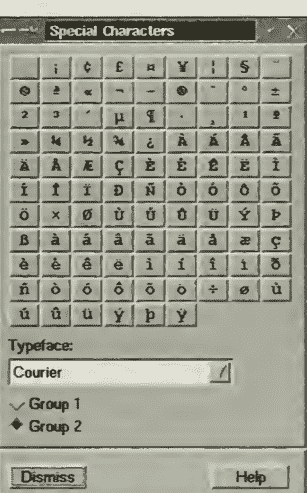 Special Characters
¡ ¢ £ ¤ ¥ ¦ § ¨
© ª « ¬ - ® ¯ ° ±
² ³ ´ µ ¶ · ¸ ¹ º
» ¼ ½ ¾ ¿ À Á Â Ã
Ä Å Æ Ç È É Ê Ë Ì
Í Î Ï Ð Ñ Ò Ó Ô Õ
Ö × Ø Ù Ú Û Ü Ý Þ
ß à á â ã ä å æ ç
è é ê ë ì í î ï ð
ñ ò ó ô õ ö ÷ ø ù
ú û ü ý þ ÿ
Typeface:
Courier
Group 1
Group 2
Dismiss Help